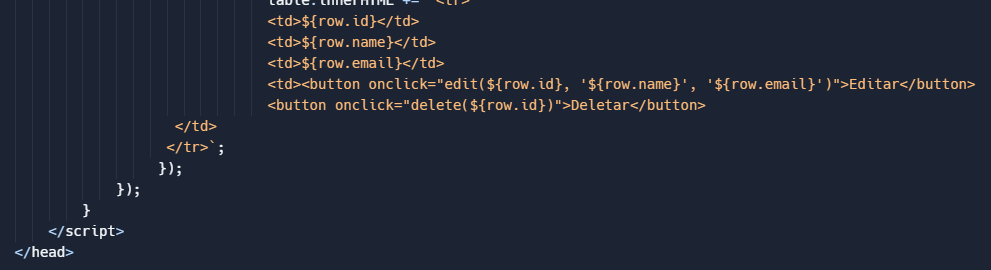 table.innerHTML += `<tr>
<td>${row.id}</td>
<td>${row.name}</td>
<td>${row.email}</td>
<td><button onclick="edit(${row.id}, '${row.name}', '${row.email}')">Editar</button>
<button onclick="delete(${row.id})">Deletar</button>
</td>
</tr>`;
});
});
}
</script>
</head>